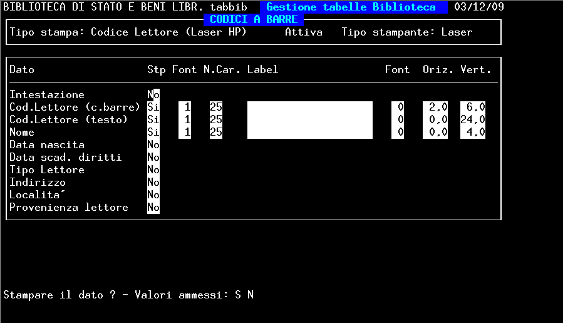 BIBLIOTECA DI STATO E BENI LIBR. tabbib Gestione tabelle Biblioteca 03/12/09
CODICI A BARRE
Tipo stampa: Codice Lettore (Laser HP) Attiva Tipo stampante: Laser
Dato Stp Font N.Car. Label Font Oriz. Vert.
Intestazione No
Cod.Lettore (c.barre) Si 1 25 0 2,0 6.0
Cod.Lettore (testo) Si 1 25 0 0,0 24,0
Nome Si 1 25 0 0.0 4.0
Data nascita No
Data scad. diritti No
Tipo Lettore No
Indirizzo No
Localita´ No
Provenienza lettore No
Stampare il dato ? - Valori ammessi: S N